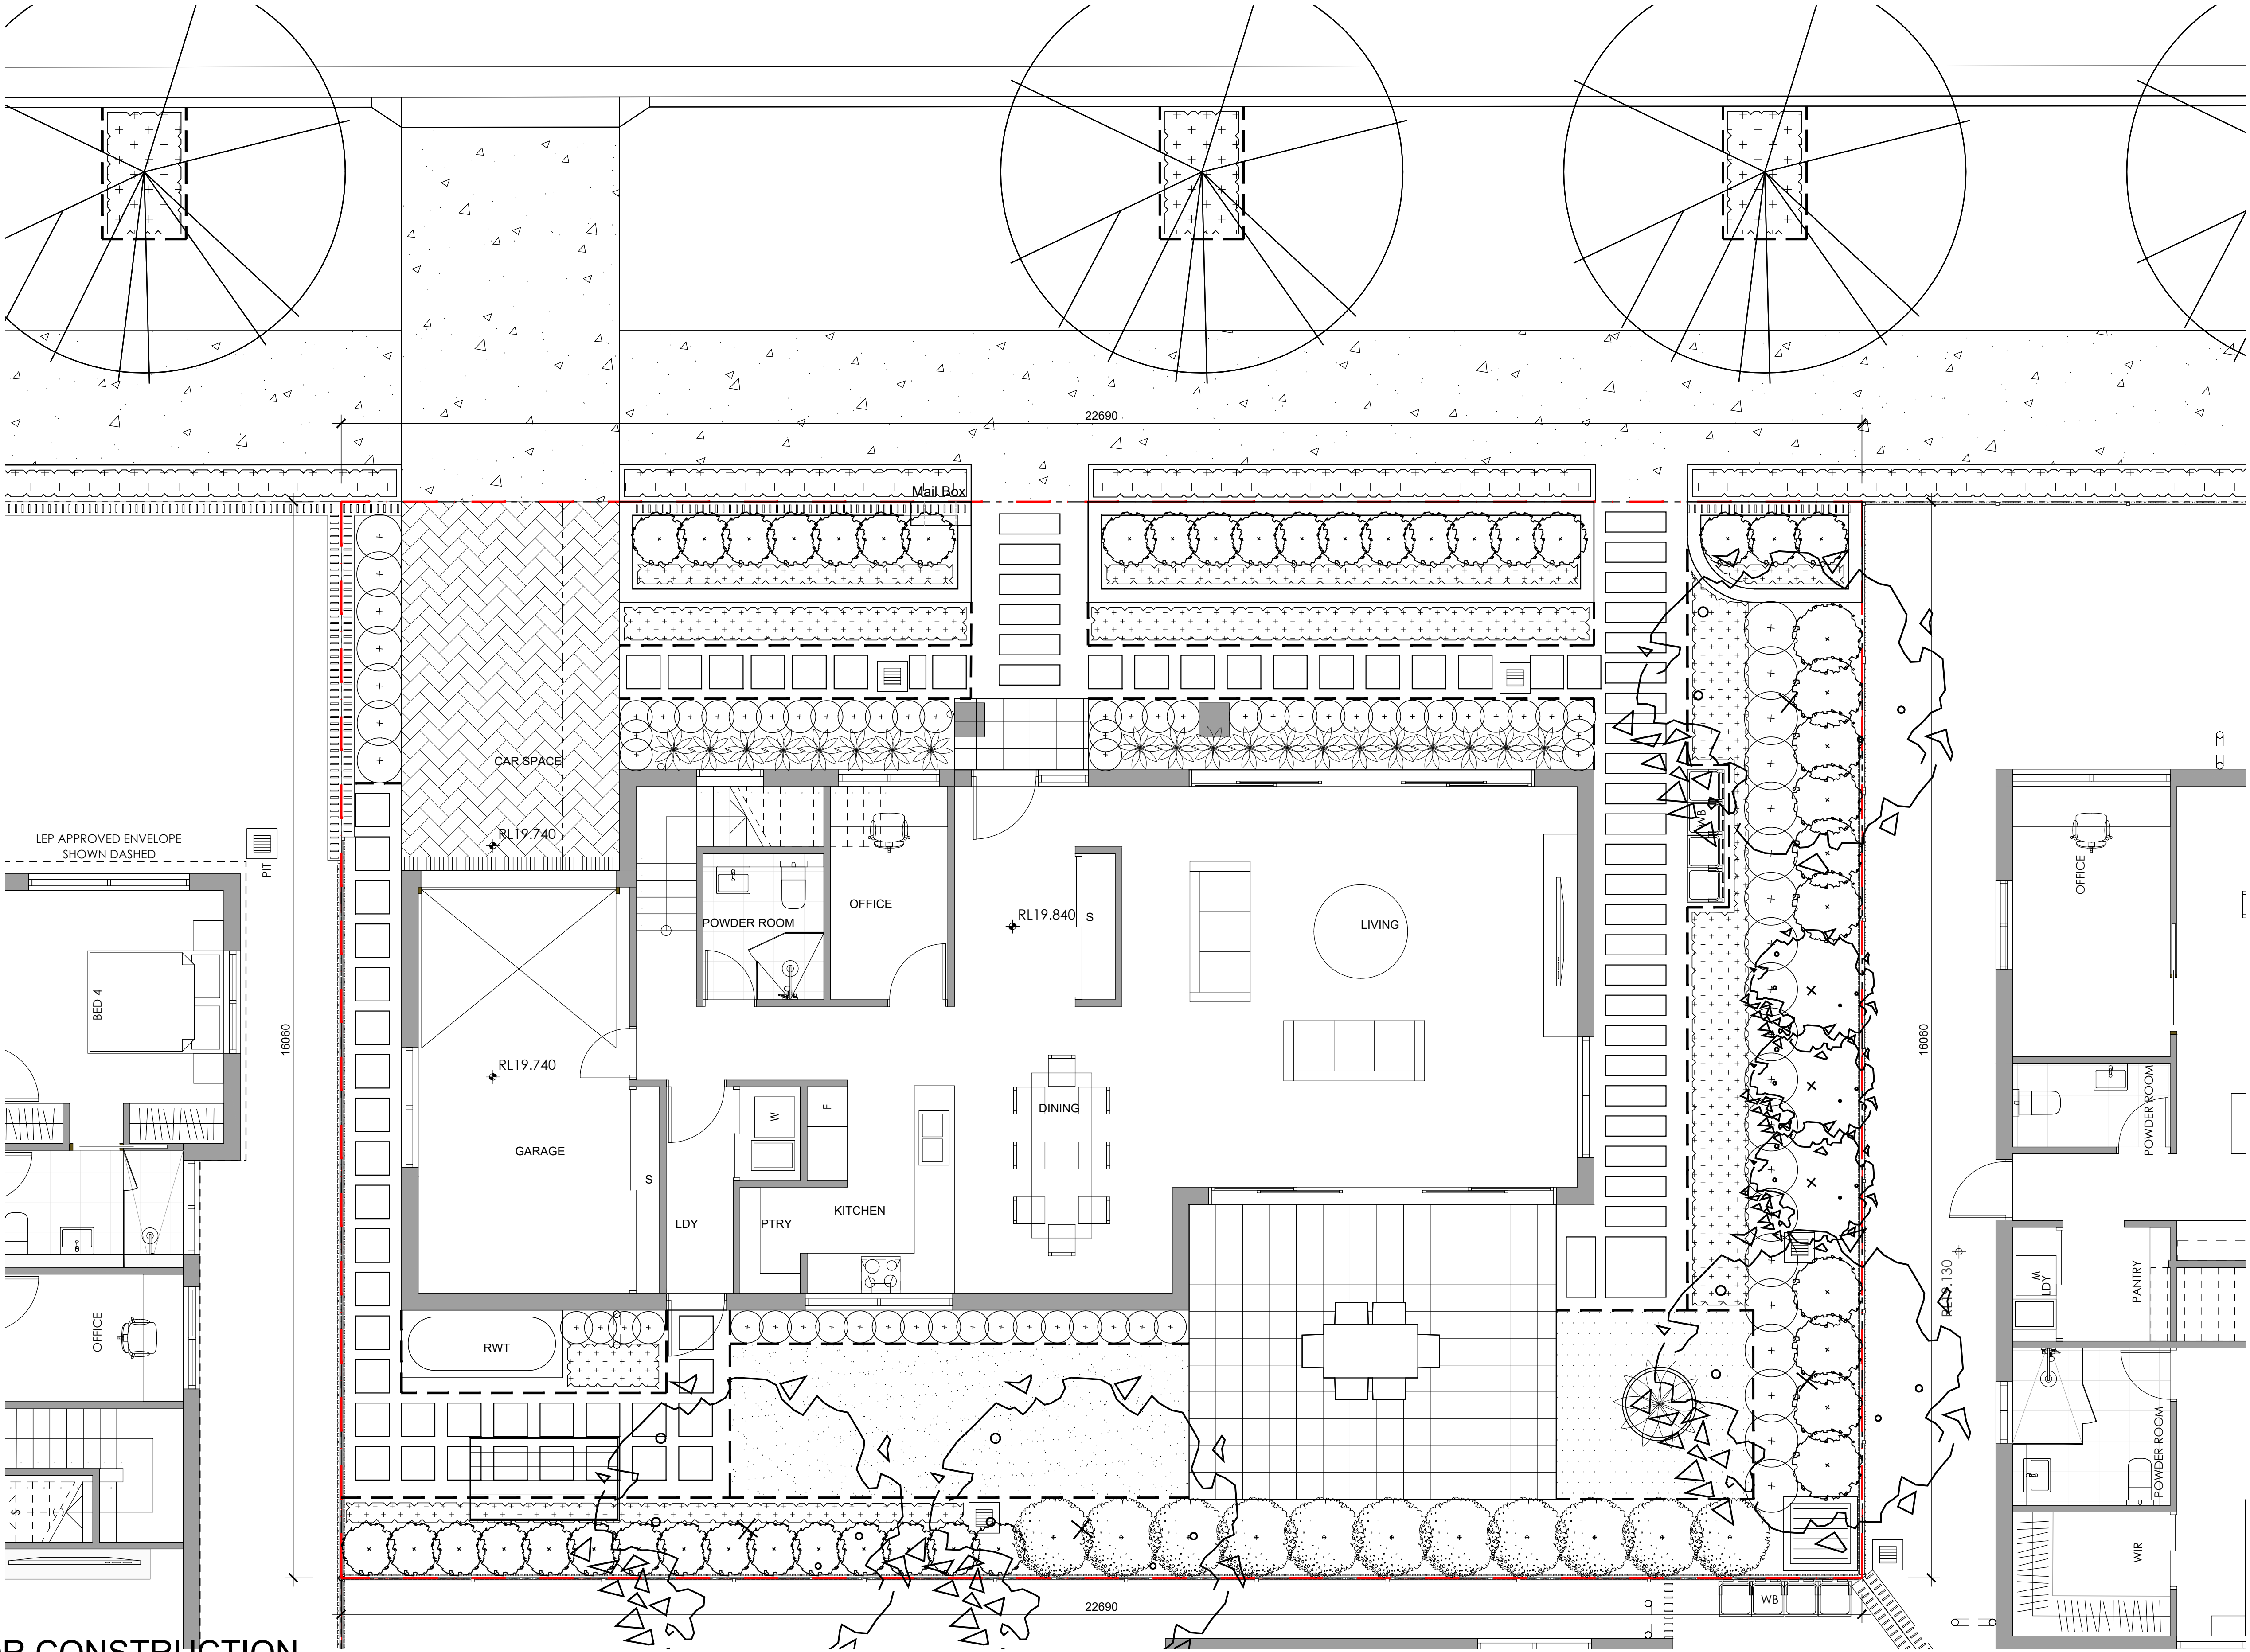 22690
Mail Box
CAR SPACE
RL19.740
LEP APPROVED ENVELOPE
SHOWN DASHED
PIT
WB
OFFICE
POWDER ROOM
OFFICE
RL19.840
S
LIVING
BED 4
16060
16060
RL19.740
W
F
DINING
POWDER ROOM
GARAGE
S
LDY
PTRY
KITCHEN
W
LDY
PANTRY
OFFICE
RWT
POWDER ROOM
S
WIR
22690
WB
CONSTRUCTION